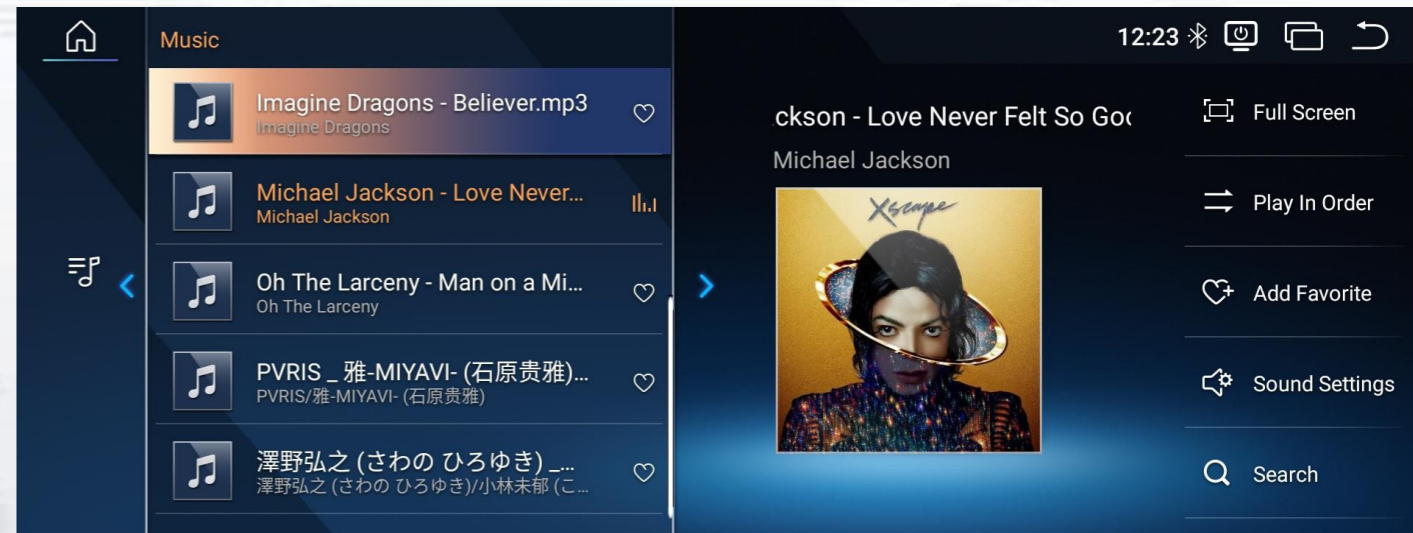 Music
12:23
Imagine Dragons - Believer.mp3
Imagine Dragons
Michael Jackson - Love Never...
Michael Jackson
Oh The Larceny - Man on a Mi...
Oh The Larceny
PVRIS _ 雅-MIYAVI- (石原贵雅)...
PVRIS/雅-MIYAVI- (石原贵雅)
澤野弘之 (さわの ひろゆき) _...
澤野弘之 (さわの ひろゆき)/小林未郁 (こ...
ckson - Love Never Felt So Goo
Michael Jackson
Xscape
Full Screen
Play In Order
Add Favorite
Sound Settings
Search